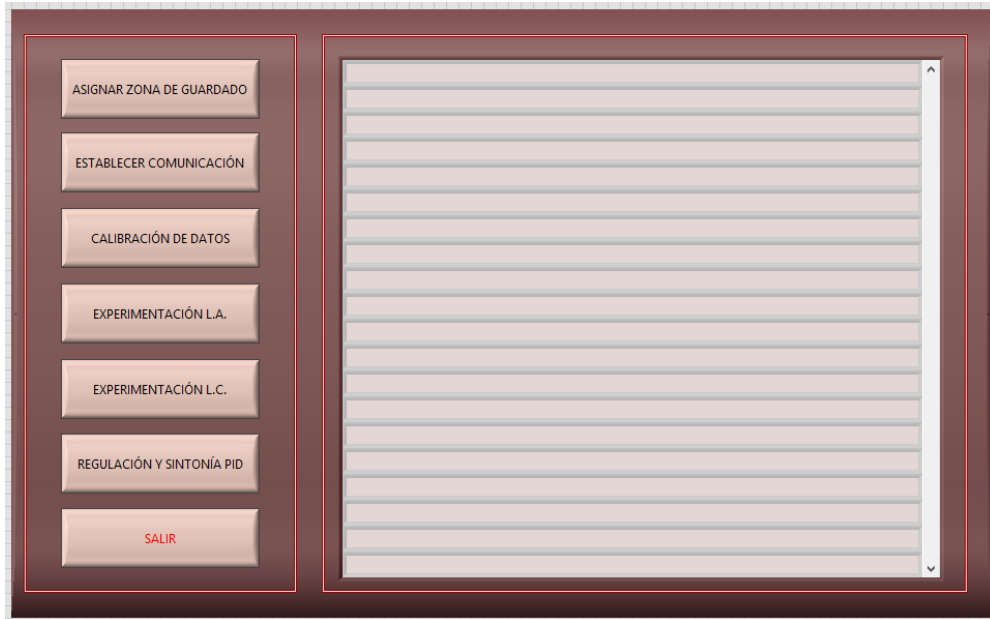 ASIGNAR ZONA DE GUARDADO
ESTABLECER COMUNICACIÓN
CALIBRACIÓN DE DATOS
EXPERIMENTACIÓN L.A.
EXPERIMENTACIÓN L.C.
REGULACIÓN Y SINTONÍA PID
SALIR